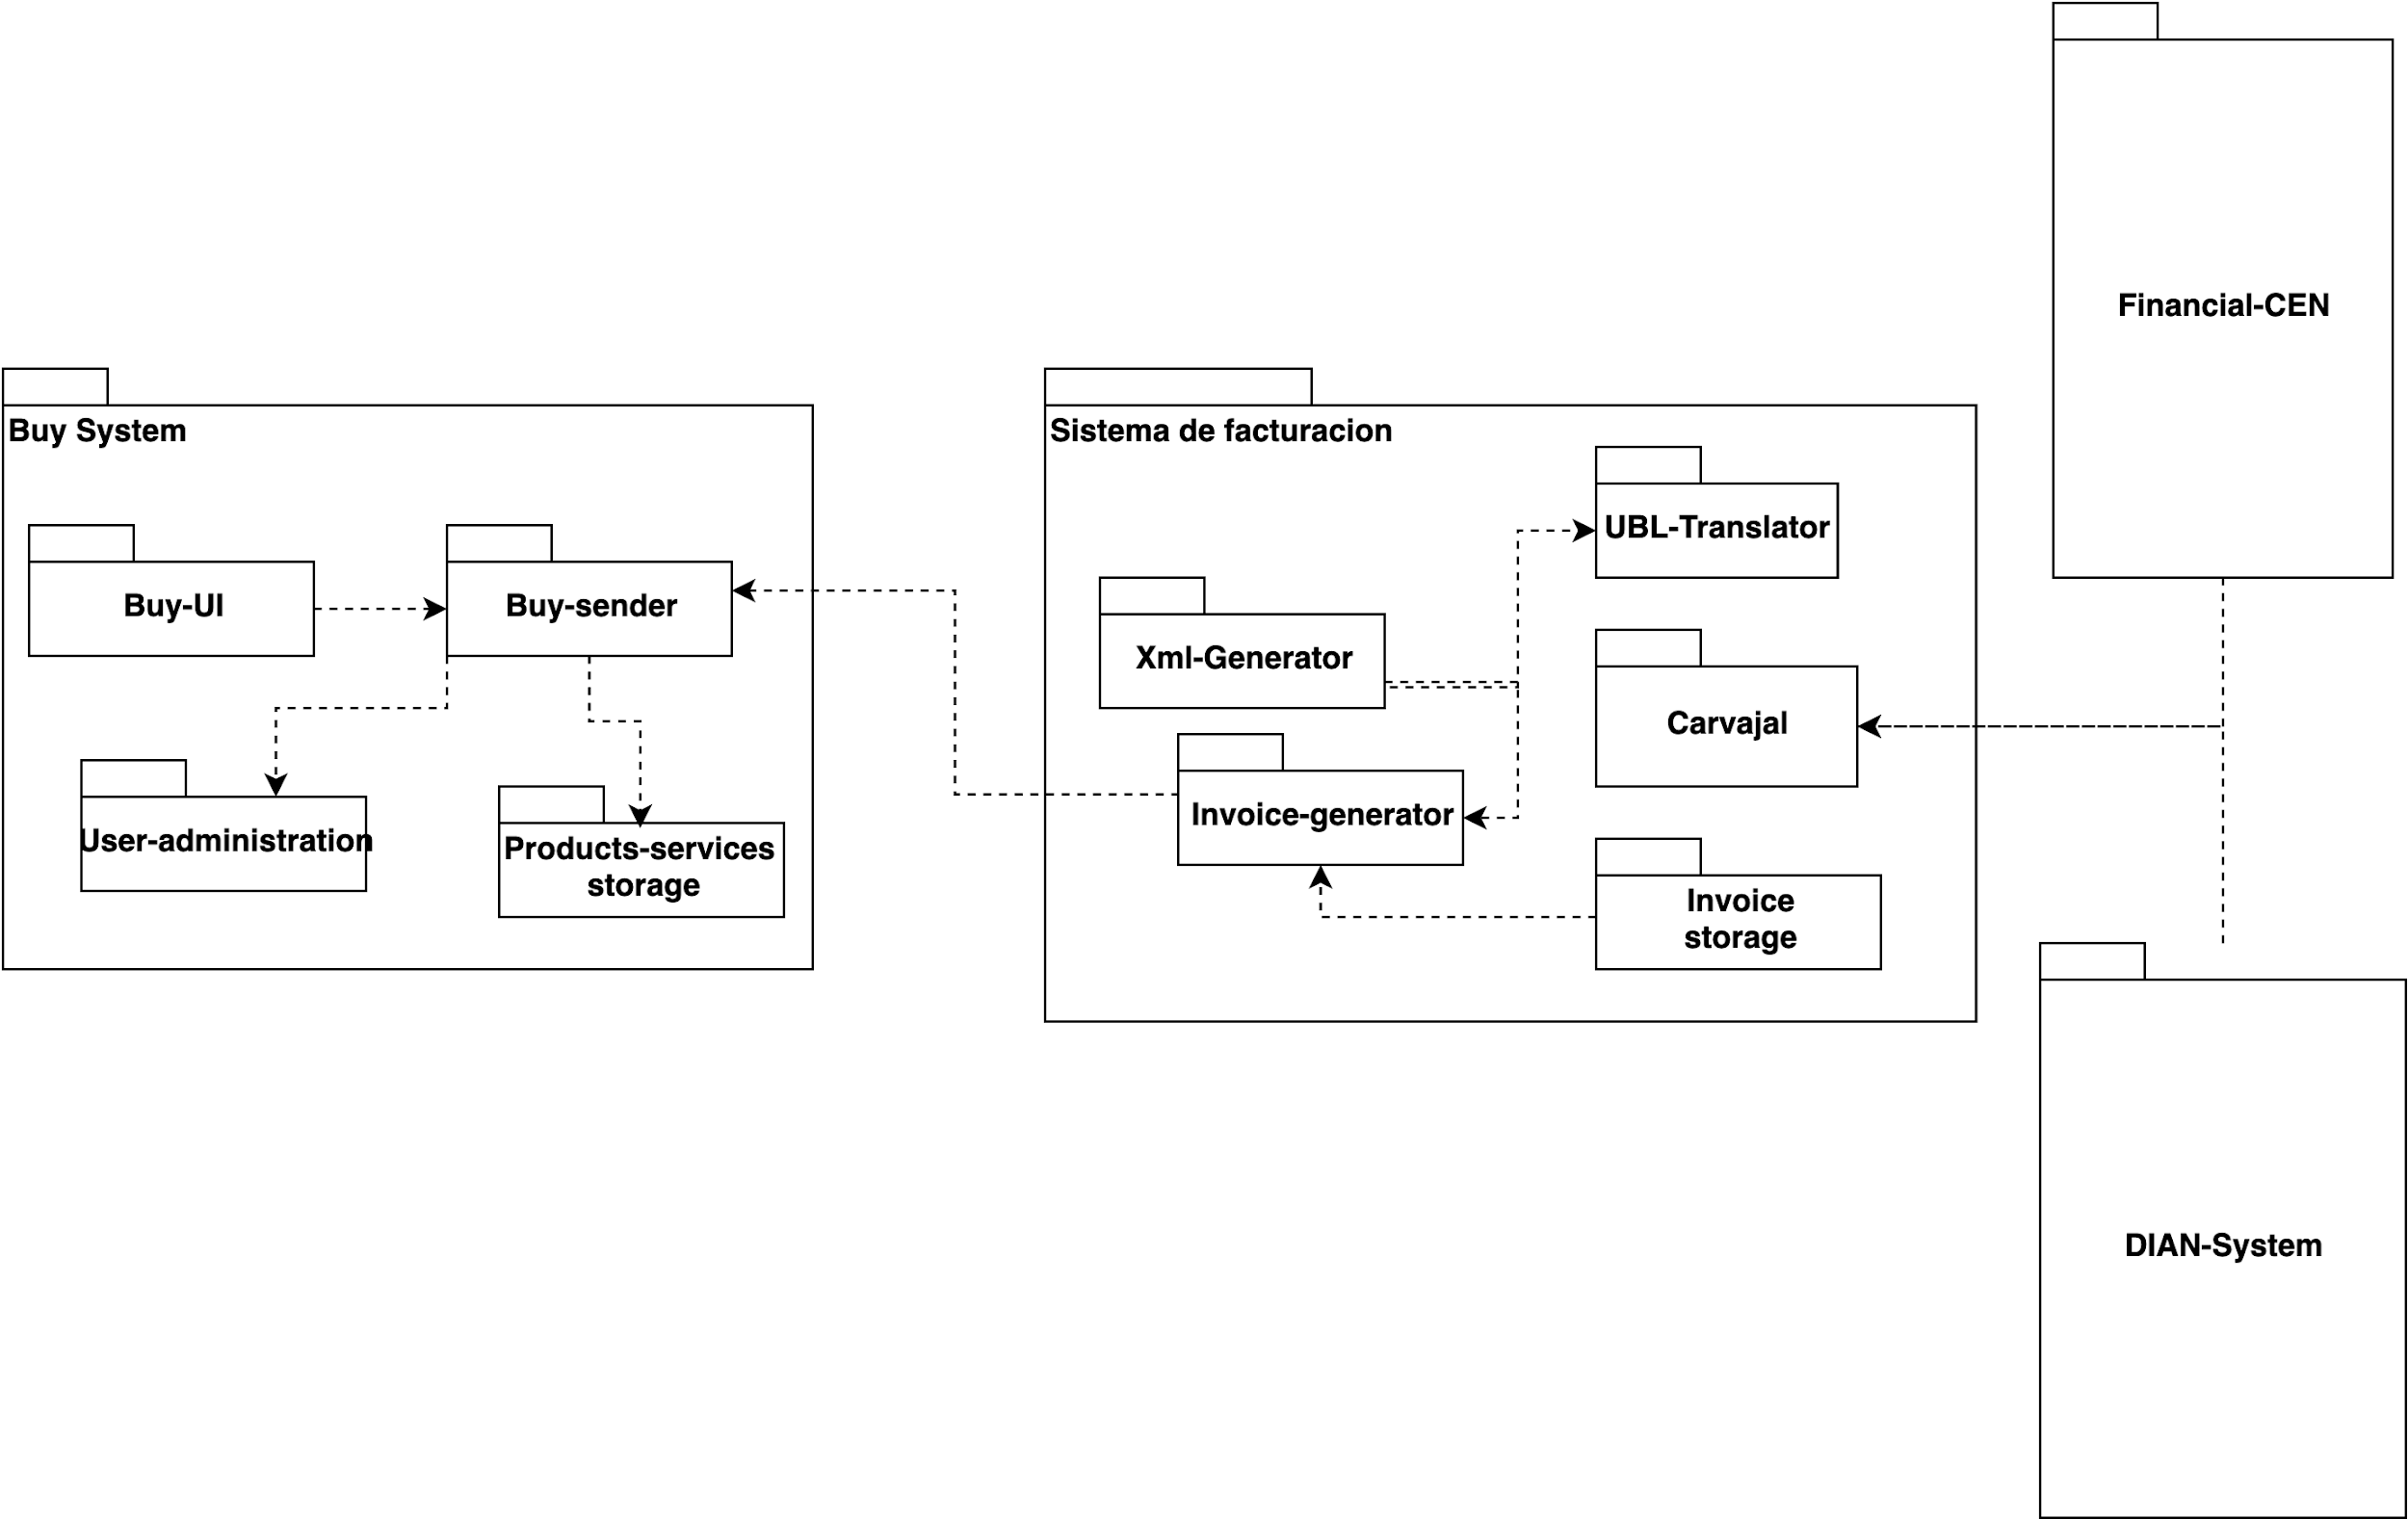 Buy System
Buy-UI
Buy-sender
User-administration
Products-services
storage
Sistema de facturacion
UBL-Translator
Xml-Generator
Carvajal
Invoice-generator
Invoice
storage
Financial-CEN
DIAN-System